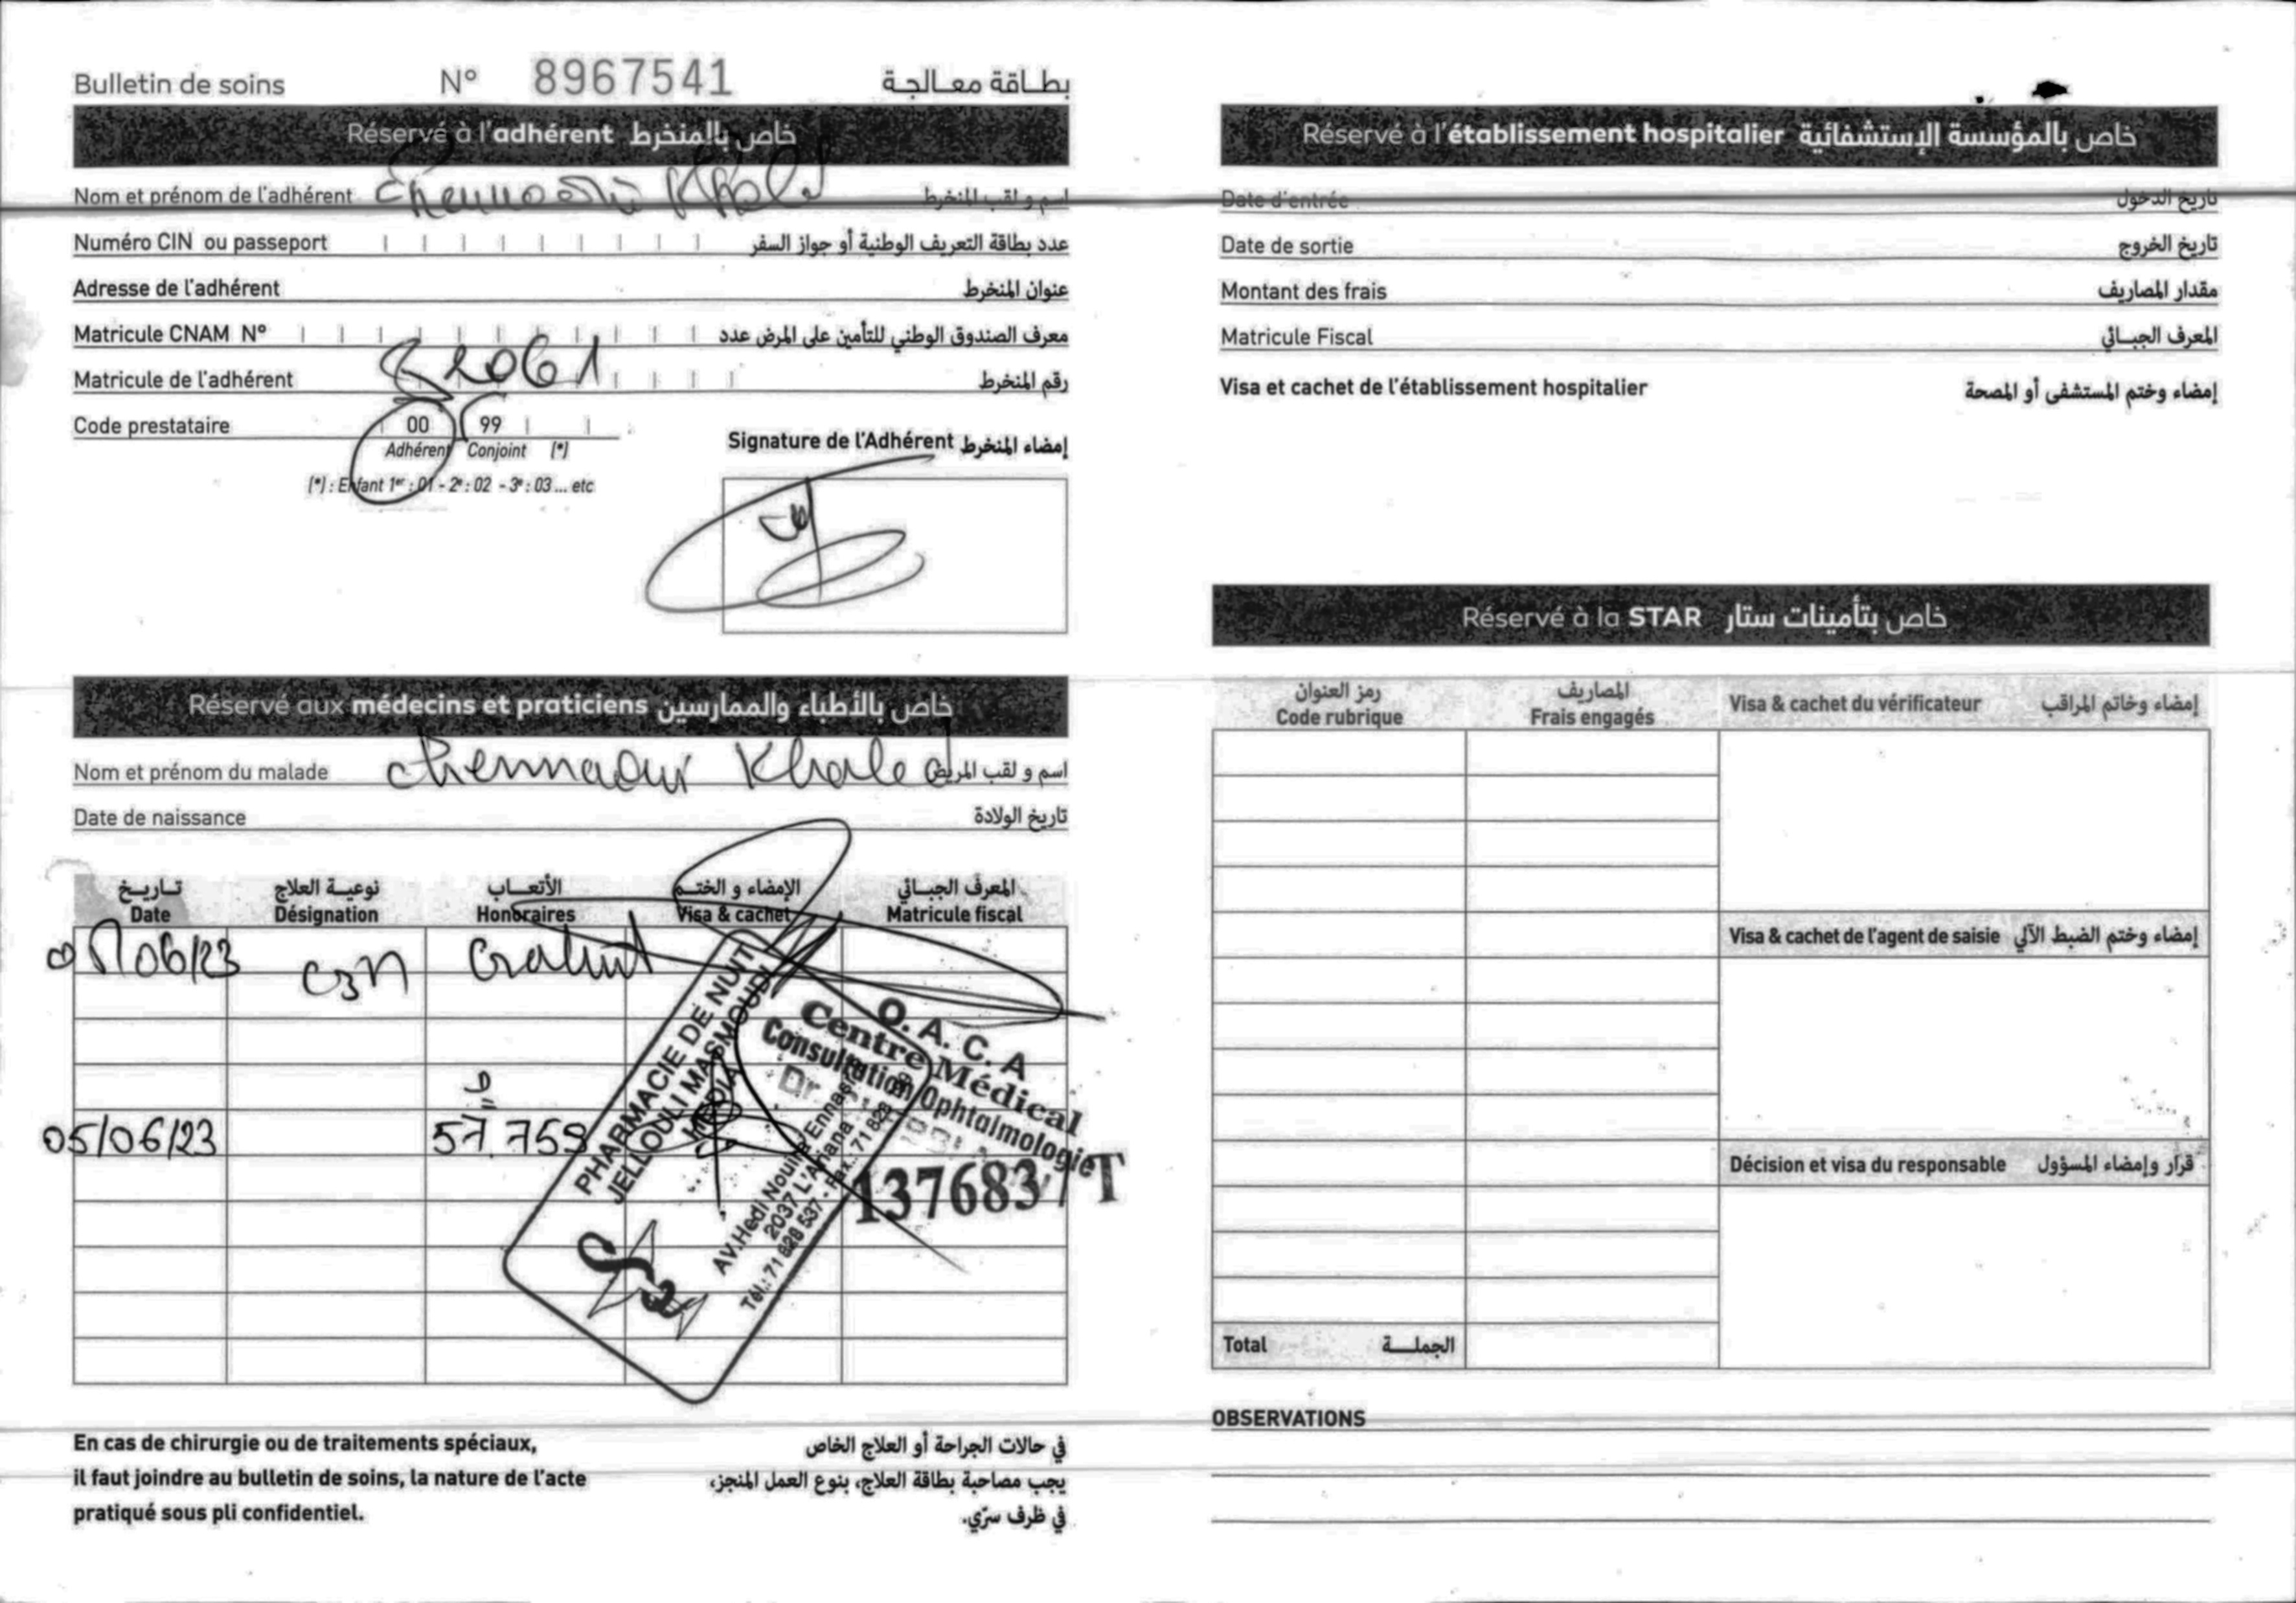 Bulletin de soins N° 8967541 بطاقة معالجة
Réservé à l'adhérent خاص بالمنخرط
Nom et prénom de l'adhérent Khaled اسم و لقب المنخرط
Numéro CIN ou passeport عدد بطاقة التعريف الوطنية أو جواز السفر
Adresse de l'adhérent عنوان المنخرط
Matricule CNAM N° معرف الصندوق الوطني للتأمين على المرض عدد
Matricule de l'adhérent 2061 رقم المنخرط
Code prestataire 00 99
Adhérent Conjoint (*)
(*) : Enfant 1er : 01 - 2e : 02 - 3e : 03 ... etc
Signature de l'Adhérent إمضاء المنخرط
Réservé aux médecins et praticiens خاص بالأطباء والممارسين
Nom et prénom du malade Chennaoui Khaled اسم و لقب المريض
Date de naissance تاريخ الولادة
تاريخ نوعية العلاج الأتعاب الإمضاء و الختم المعرف الجبائي
Date Désignation Honoraires Visa & cachet Matricule fiscal
05/06/23 Gratuit
05/06/23 57.759
PHARMACIE DE NUIT
JELLOULI MASMOUDI
HEDIA
AV.Hedi Nouira Ennasr
2037 L'Ariana
Tél.: 71 828 537 - Fax.: 71 828
O. A. C. A
Centre Médical
Consultation Ophtalmologie
Dr.
137683 / T
En cas de chirurgie ou de traitements spéciaux,
il faut joindre au bulletin de soins, la nature de l'acte
pratiqué sous pli confidentiel.
في حالات الجراحة أو العلاج الخاص
يجب مصاحبة بطاقة العلاج، بنوع العمل المنجز،
في ظرف سرّي.
Réservé à l'établissement hospitalier خاص بالمؤسسة الإستشفائية
Date d'entrée تاريخ الدخول
Date de sortie تاريخ الخروج
Montant des frais مقدار المصاريف
Matricule Fiscal المعرف الجبائي
Visa et cachet de l'établissement hospitalier إمضاء وختم المستشفى أو المصحة
Réservé à la STAR خاص بتأمينات ستار
رمز العنوان المصاريف
Code rubrique Frais engagés Visa & cachet du vérificateur إمضاء وخاتم المراقب
Visa & cachet de l'agent de saisie إمضاء وختم الضبط الآلي
Décision et visa du responsable قرار وإمضاء المسؤول
Total الجملة
OBSERVATIONS